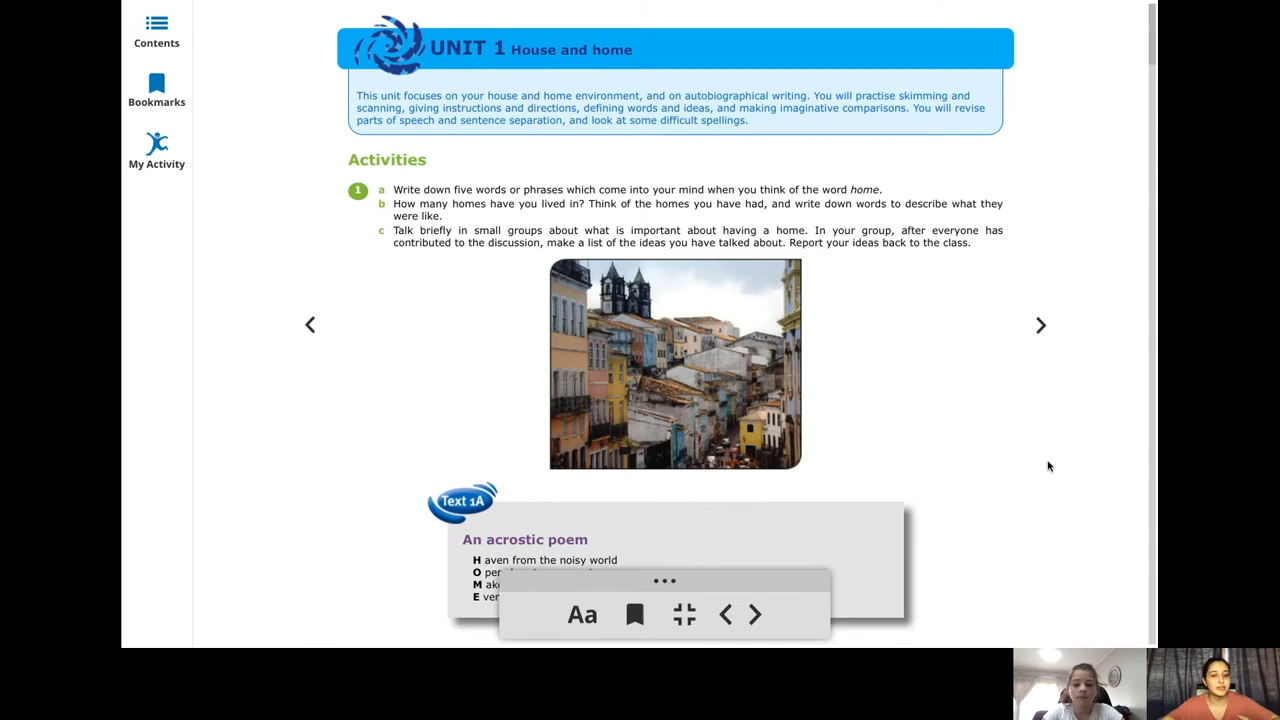 Contents
Bookmarks
My Activity
UNIT 1 House and home
This unit focuses on your house and home environment, and on autobiographical writing. You will practise skimming and
scanning, giving instructions and directions, defining words and ideas, and making imaginative comparisons. You will revise
parts of speech and sentence separation, and look at some difficult spellings.
Activities
1 a Write down five words or phrases which come into your mind when you think of the word home.
b How many homes have you lived in? Think of the homes you have had, and write down words to describe what they
were like.
c Talk briefly in small groups about what is important about having a home. In your group, after everyone has
contributed to the discussion, make a list of the ideas you have talked about. Report your ideas back to the class.
Text 1A
An acrostic poem
H aven from the noisy world
O
M
E
Aa